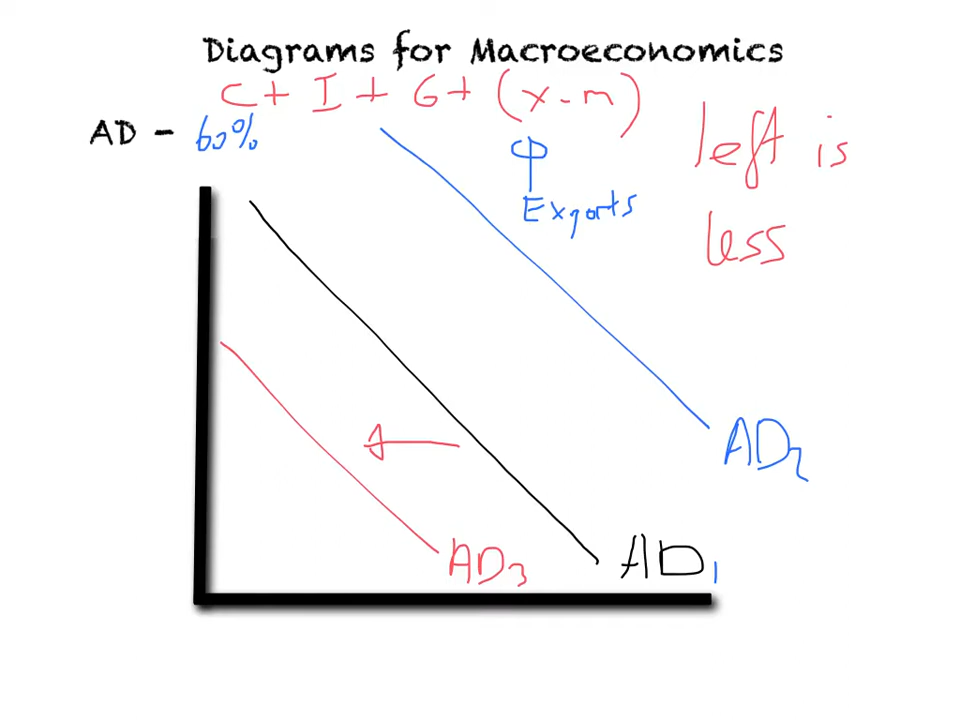 Diagrams for Macroeconomics
C + I + G + (x - m)
AD - 60%
left is
less
Exports
AD2
AD3
AD1